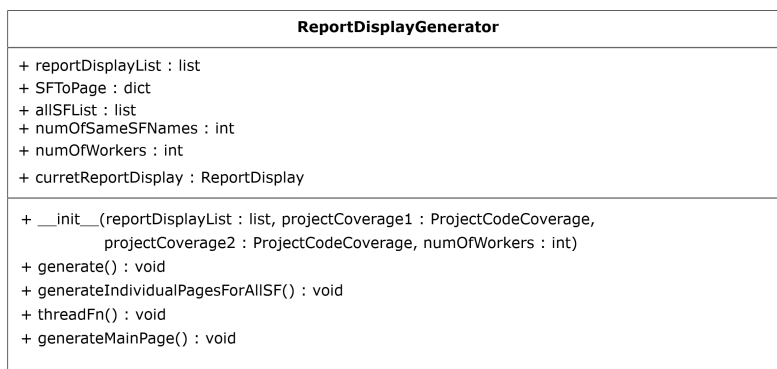 ReportDisplayGenerator
+ reportDisplayList : list
+ SFToPage : dict
+ allSFList : list
+ numOfSameSFNames : int
+ numOfWorkers : int
+ curretReportDisplay : ReportDisplay
+ __init__(reportDisplayList : list, projectCoverage1 : ProjectCodeCoverage,
projectCoverage2 : ProjectCodeCoverage, numOfWorkers : int)
+ generate() : void
+ generateIndividualPagesForAllSF() : void
+ threadFn() : void
+ generateMainPage() : void